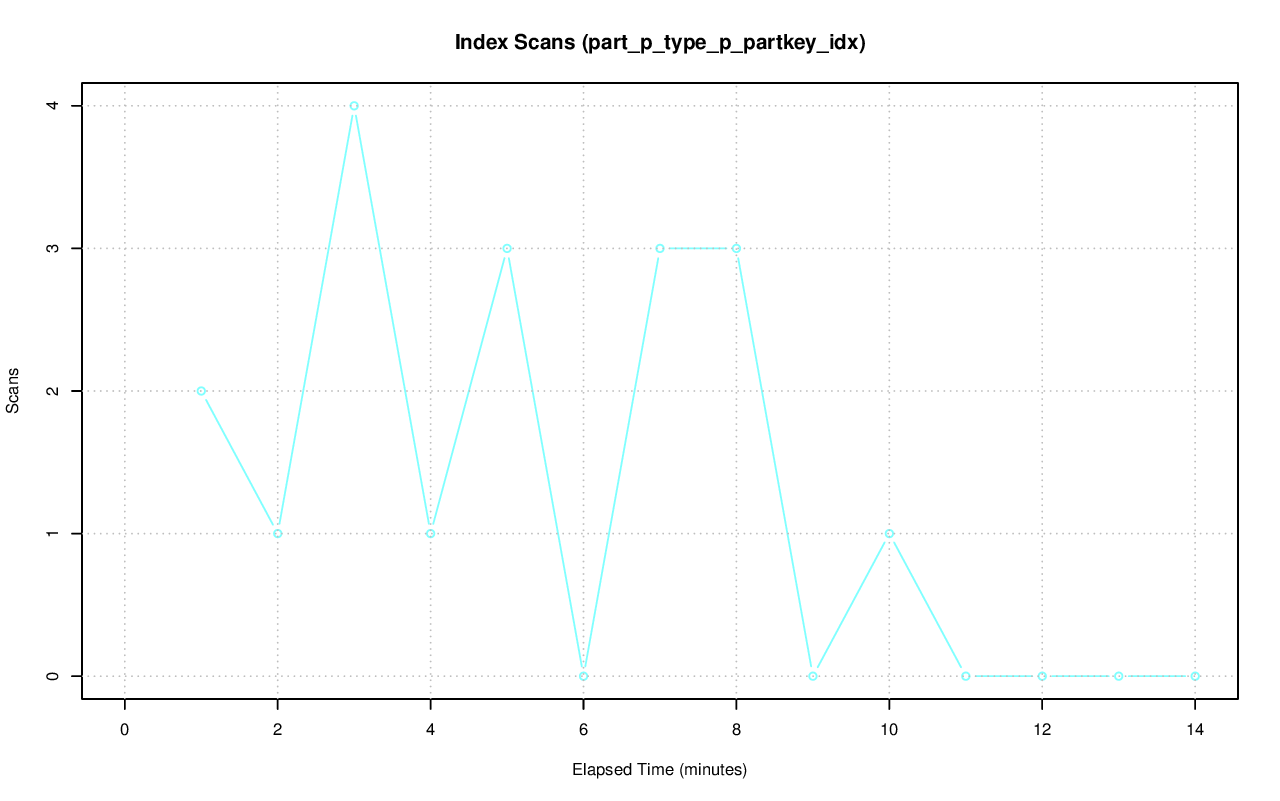 Index Scans (part_p_type_p_partkey_idx)
4
3
2
1
0
Scans
0 2 4 6 8 10 12 14
Elapsed Time (minutes)